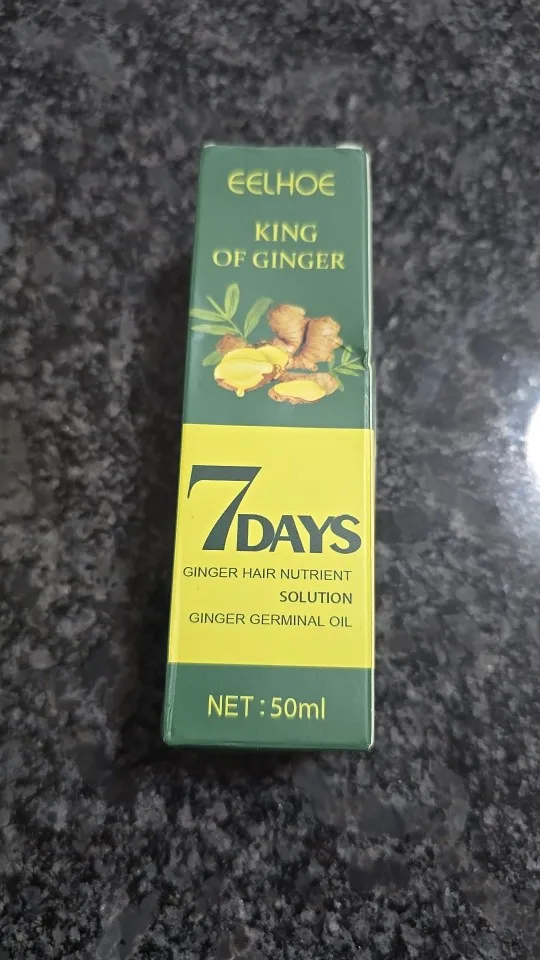 EELHOE
KING
OF GINGER
7DAYS
GINGER HAIR NUTRIENT
SOLUTION
GINGER GERMINAL OIL
NET : 50ml